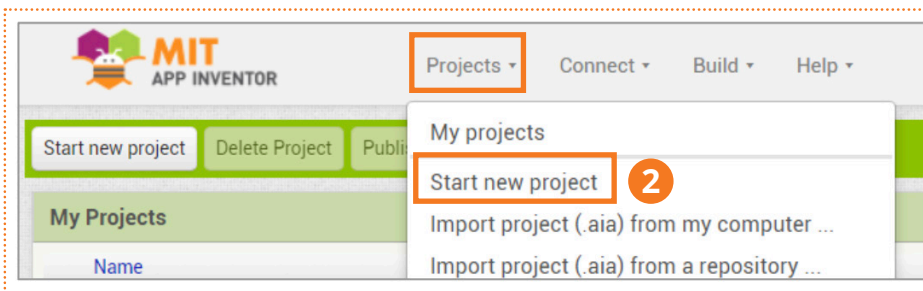 MIT
APP INVENTOR
Projects Connect Build Help
My projects
Start new project Delete Project
Start new project 2
My Projects
Import project (.aia) from my computer ...
Name
Import project (.aia) from a repository ...